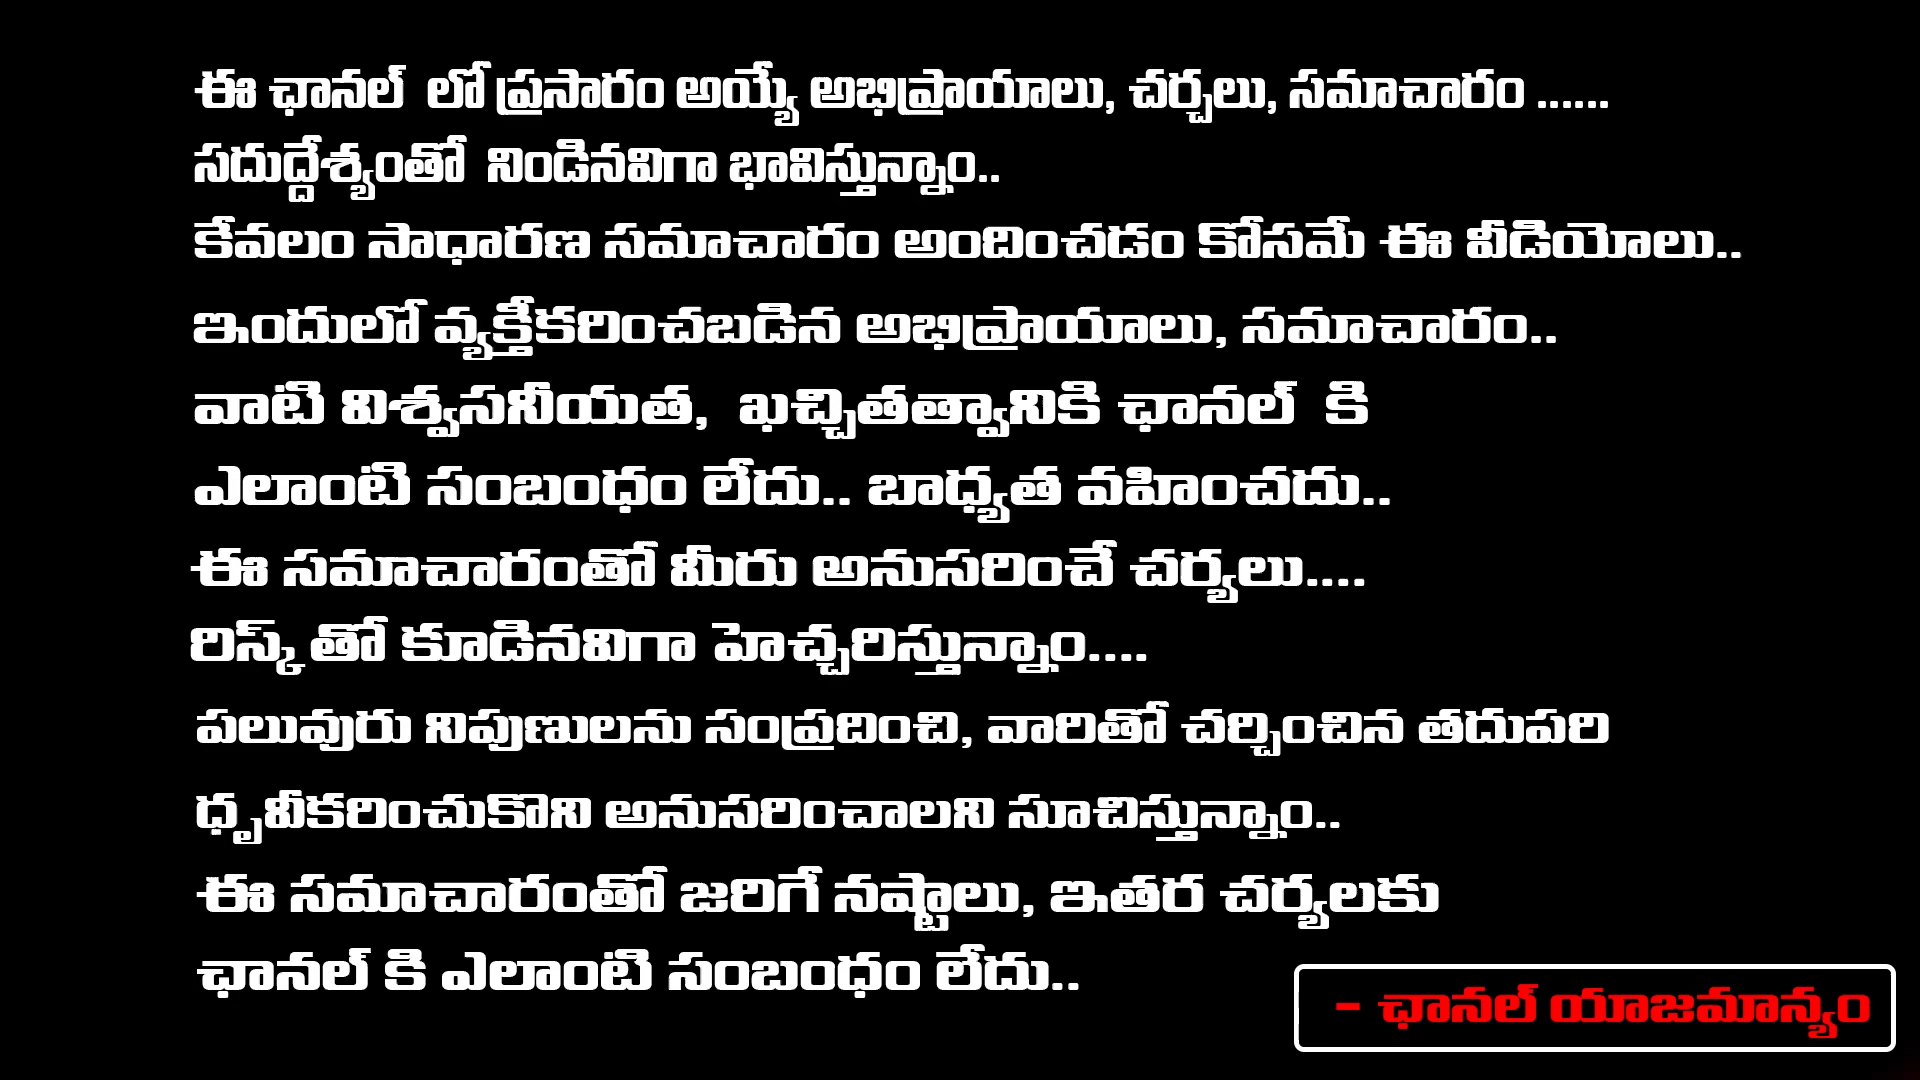 ఈ ఛానల్ లో ప్రసారం అయ్యే అభిప్రాయాలు, చర్చలు, సమాచారం ......
సదుద్దేశ్యంతో నిండినవిగా భావిస్తున్నాం..
కేవలం సాధారణ సమాచారం అందించడం కోసమే ఈ వీడియోలు..
ఇందులో వ్యక్తీకరించబడిన అభిప్రాయాలు, సమాచారం..
వాటి విశ్వసనీయత, ఖచ్చితత్వానికి ఛానల్ కి
ఎలాంటి సంబంధం లేదు.. బాధ్యత వహించదు..
ఈ సమాచారంతో మీరు అనుసరించే చర్యలు....
రిస్క్ తో కూడినవిగా హెచ్చరిస్తున్నాం....
పలువురు నిపుణులను సంప్రదించి, వారితో చర్చించిన తదుపరి
ధృవీకరించుకొని అనుసరించాలని సూచిస్తున్నాం..
ఈ సమాచారంతో జరిగే నష్టాలు, ఇతర చర్యలకు
ఛానల్ కి ఎలాంటి సంబంధం లేదు..
- ఛానల్ యాజమాన్యం